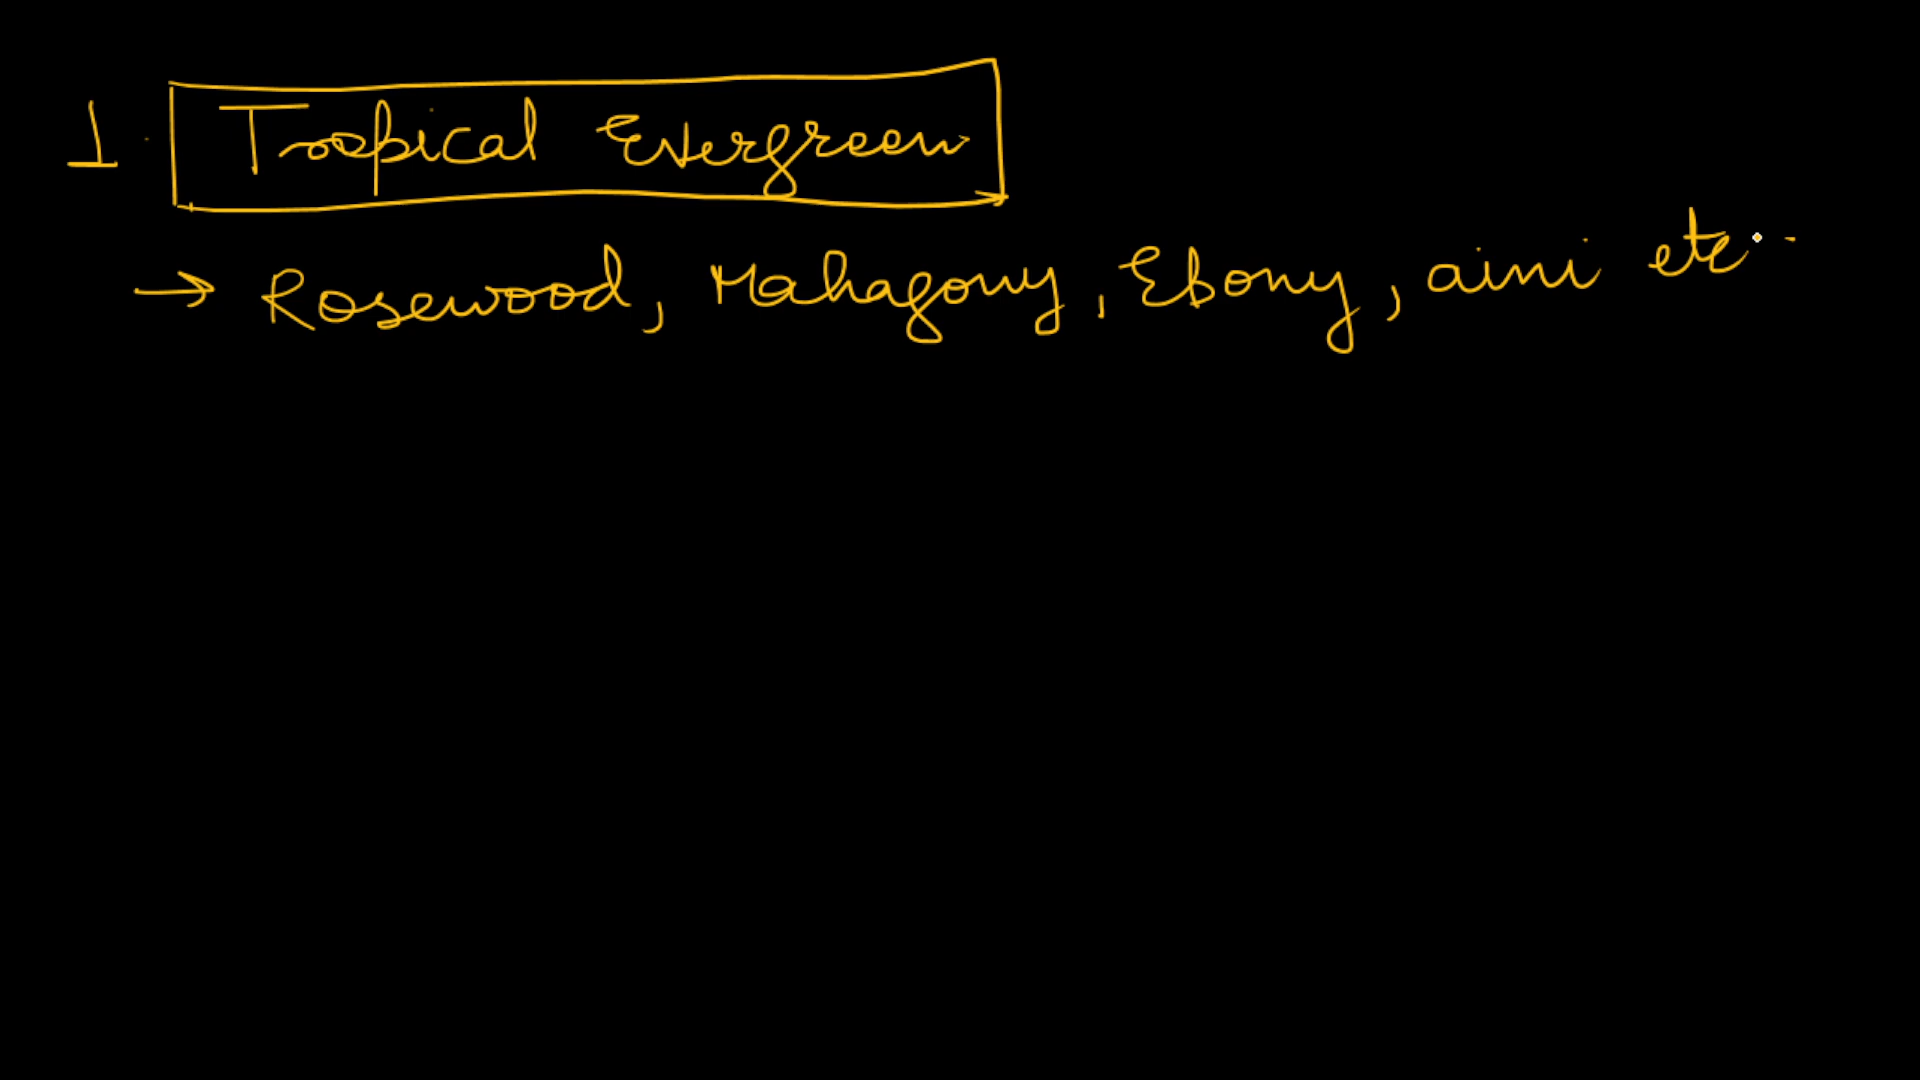 1. Tropical Evergreen
→ Rosewood, Mahagony, Ebony, aini etc..